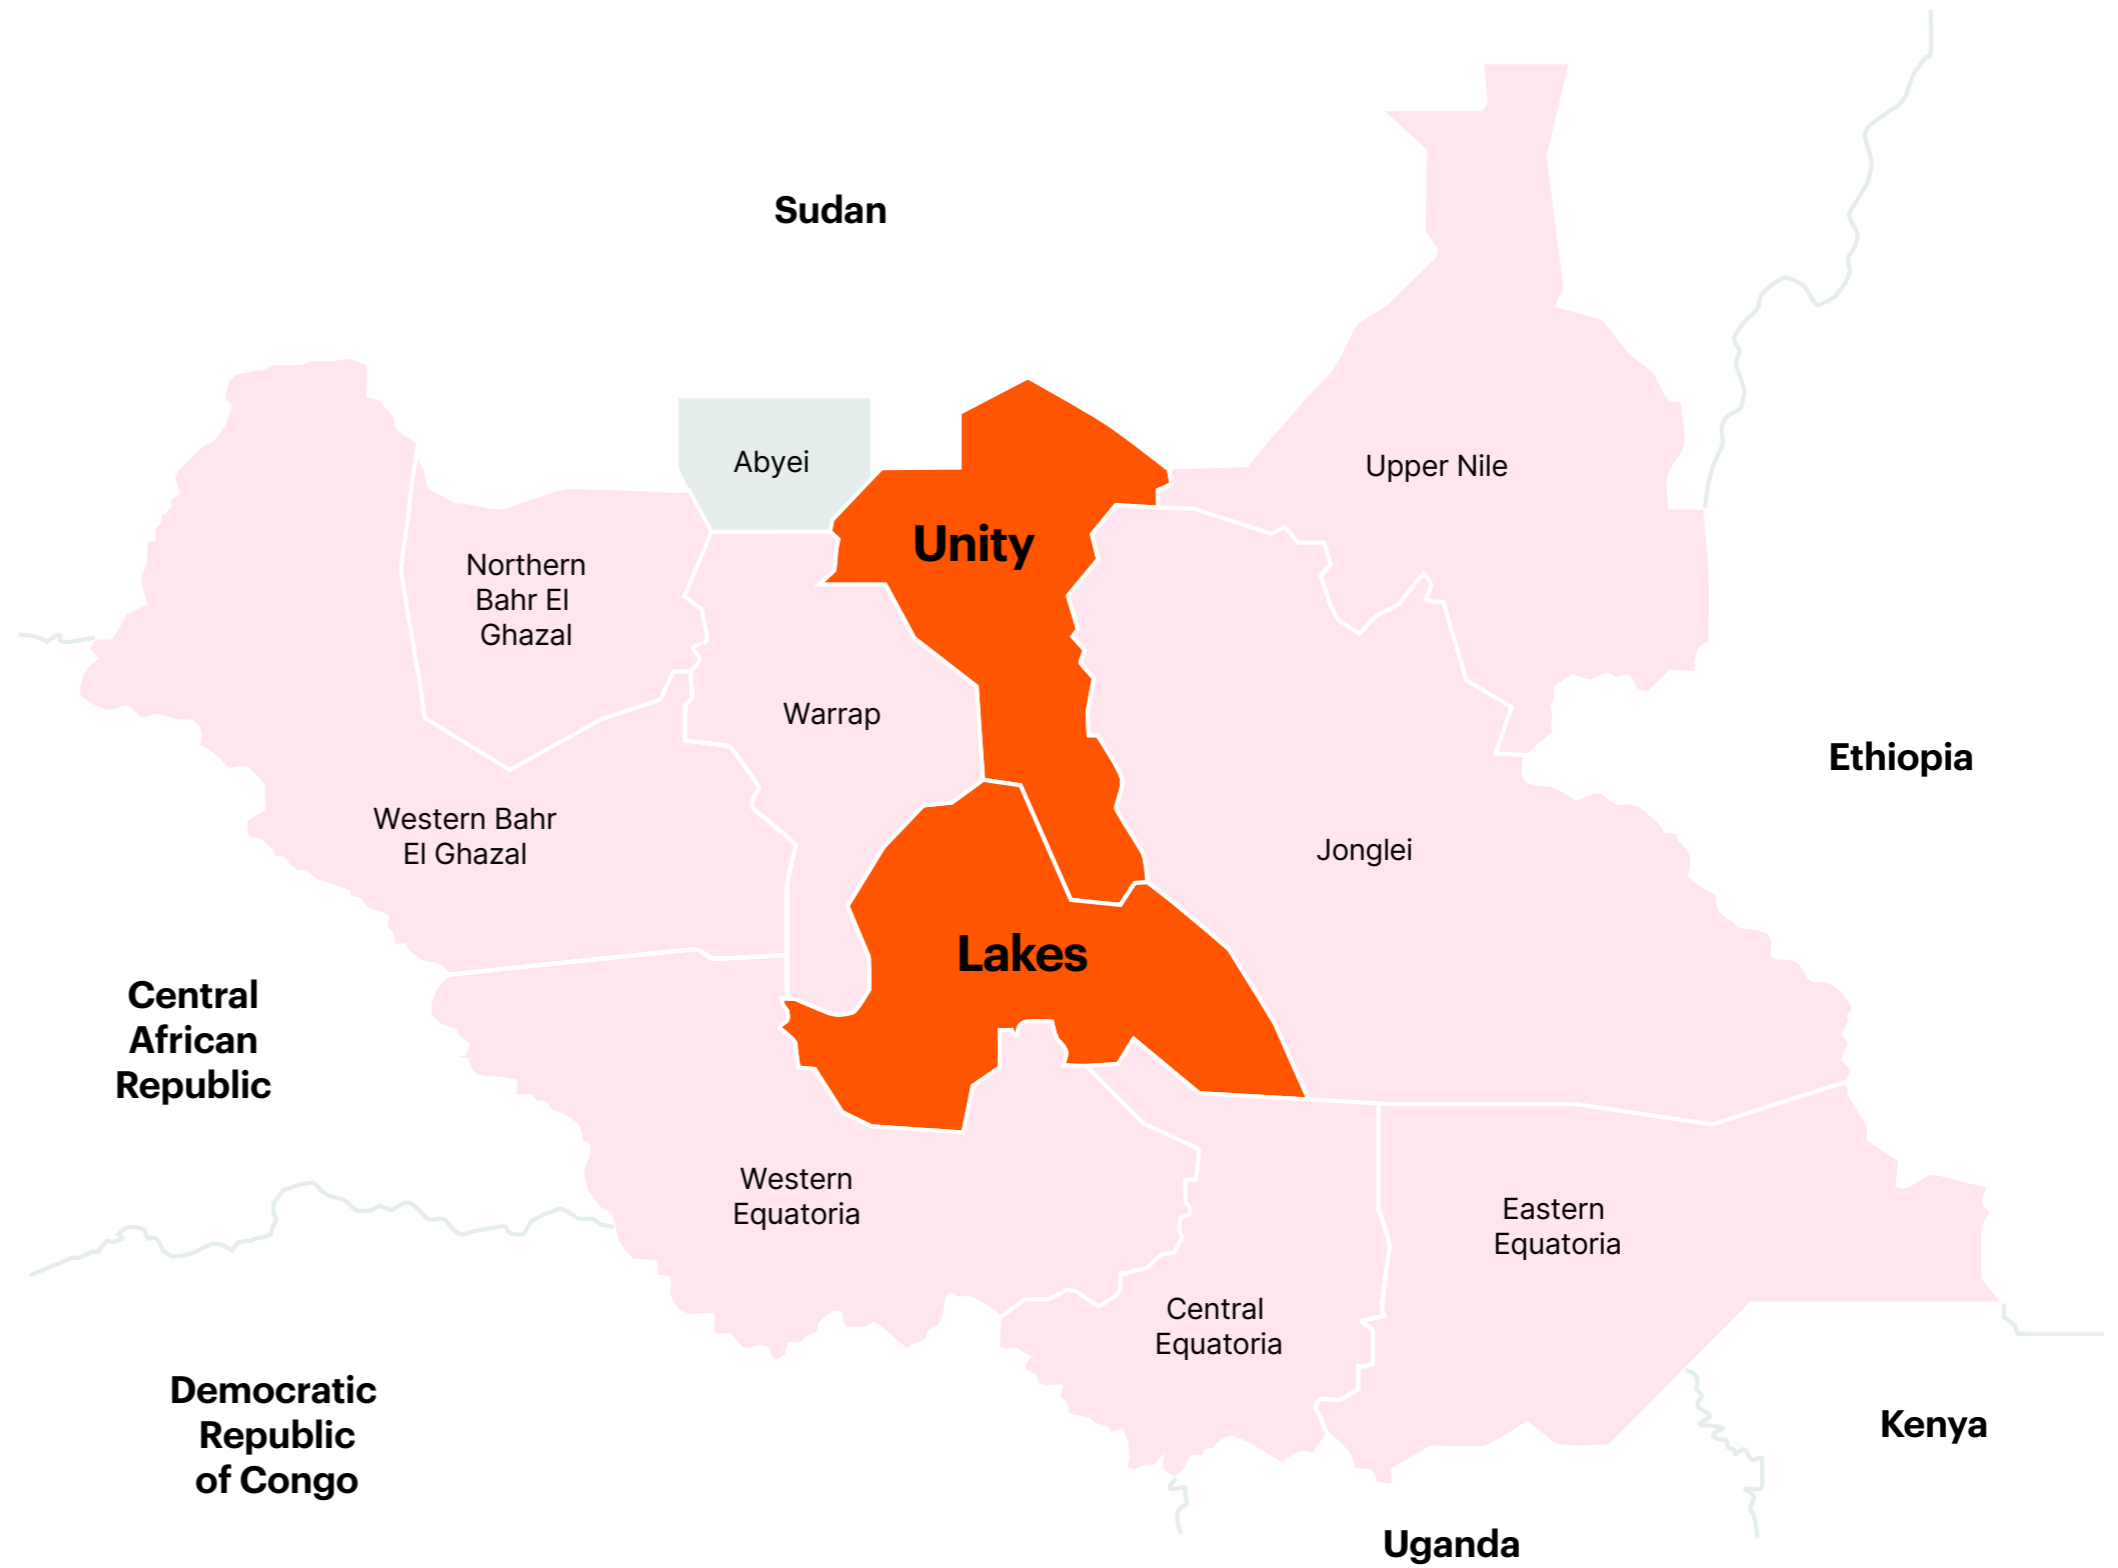 Sudan
Abyei
Upper Nile
Unity
Northern
Bahr El
Ghazal
Warrap
Ethiopia
Western Bahr
El Ghazal
Jonglei
Lakes
Central
African
Republic
Western
Equatoria
Eastern
Equatoria
Central
Equatoria
Democratic
Republic
of Congo
Kenya
Uganda